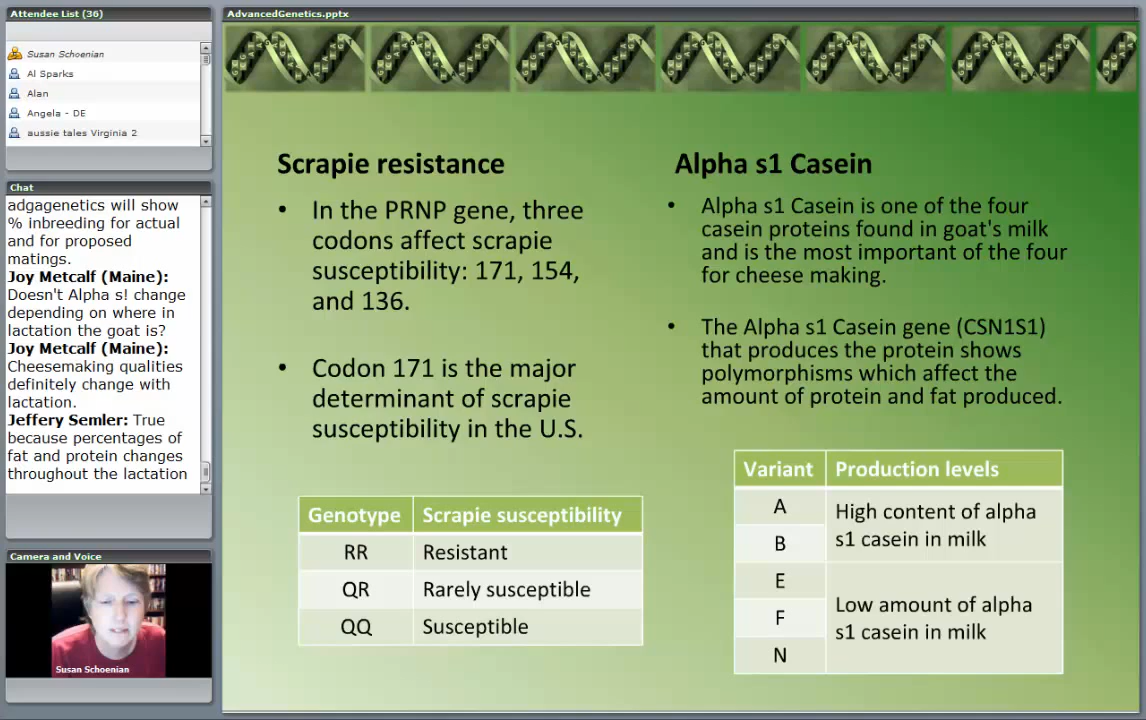 Attendee List (36)
Susan Schoenian
Al Sparks
Alan
Angela - DE
aussie tales Virginia 2
Chat
adgagenetics will show
% inbreeding for actual
and for proposed
matings.
Joy Metcalf (Maine):
Doesn't Alpha s! change
depending on where in
lactation the goat is?
Joy Metcalf (Maine):
Cheesemaking qualities
definitely change with
lactation.
Jeffery Semler: True
because percentages of
fat and protein changes
throughout the lactation
Camera and Voice
Susan Schoenian
AdvancedGenetics.pptx
Scrapie resistance
• In the PRNP gene, three
codons affect scrapie
susceptibility: 171, 154,
and 136.
• Codon 171 is the major
determinant of scrapie
susceptibility in the U.S.
Genotype Scrapie susceptibility
RR Resistant
QR Rarely susceptible
QQ Susceptible
Alpha s1 Casein
• Alpha s1 Casein is one of the four
casein proteins found in goat's milk
and is the most important of the four
for cheese making.
• The Alpha s1 Casein gene (CSN1S1)
that produces the protein shows
polymorphisms which affect the
amount of protein and fat produced.
Variant Production levels
A
B
High content of alpha
s1 casein in milk
E
F
N
Low amount of alpha
s1 casein in milk